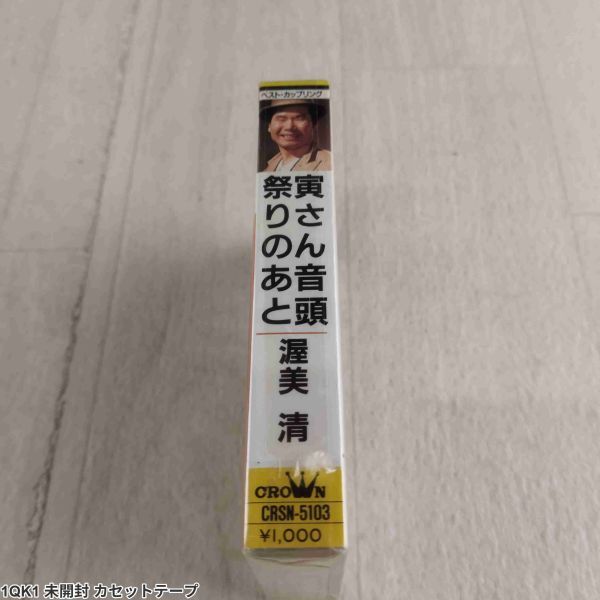 ベスト・カップリング
寅さん音頭
祭りのあと
渥美 清
CROWN
CRSN-5103
¥1,000
1QK1 未開封 カセットテープ